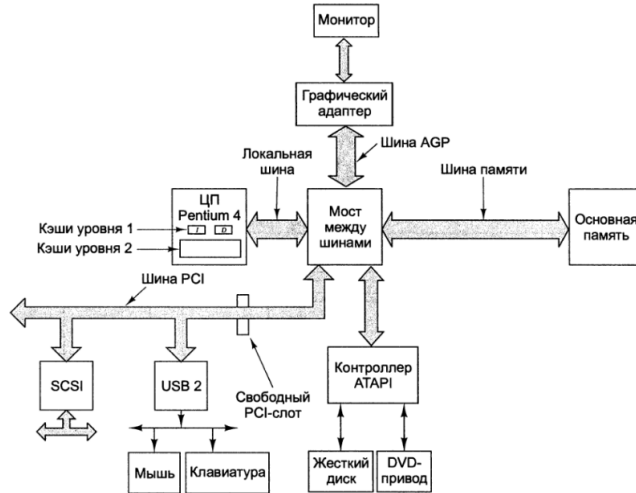 Монитор
Графический
адаптер
Локальная
шина
Шина AGP
Шина памяти
ЦП
Pentium 4
Кэши уровня 1
I
D
Кэши уровня 2
Мост
между
шинами
Основная
память
Шина PCI
SCSI
USB 2
Свободный
PCI-слот
Контроллер
ATAPI
Мышь
Клавиатура
Жесткий
диск
DVD-
привод